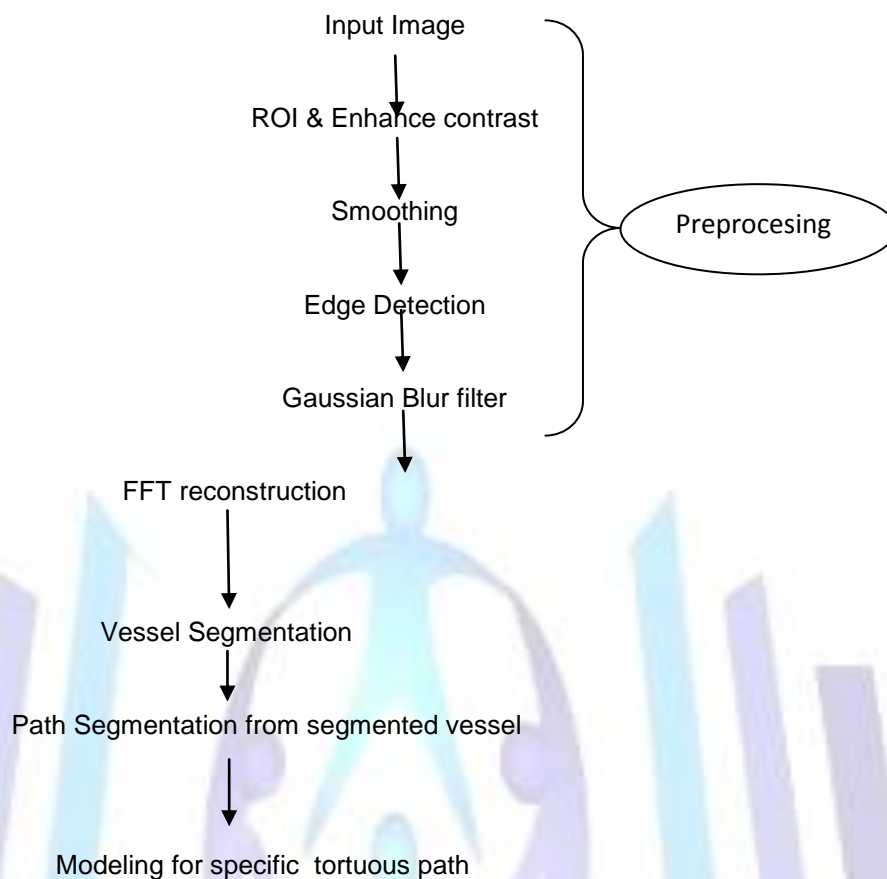 Input Image
ROI & Enhance contrast
Smoothing
Preprocesing
Edge Detection
Gaussian Blur filter
FFT reconstruction
Vessel Segmentation
Path Segmentation from segmented vessel
Modeling for specific tortuous path